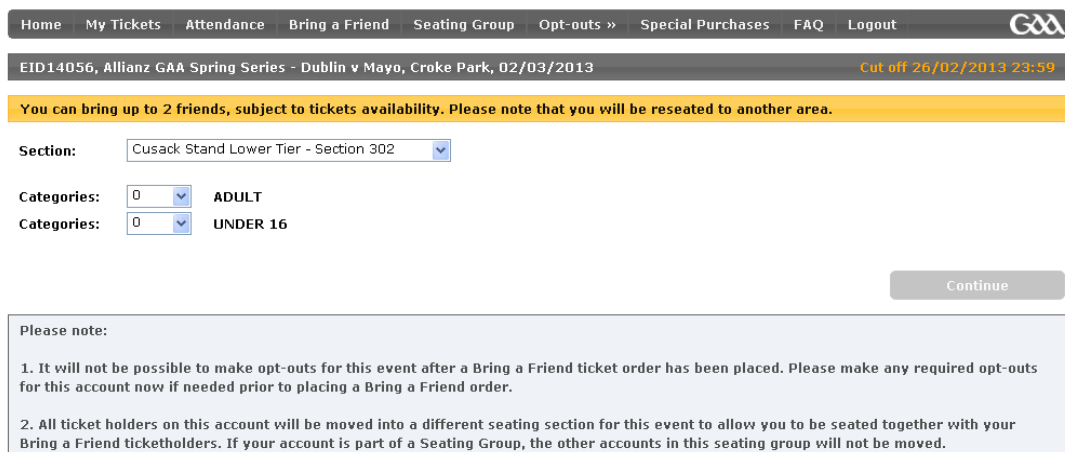 Home My Tickets Attendance Bring a Friend Seating Group Opt-outs » Special Purchases FAQ Logout GAA
EID14056, Allianz GAA Spring Series - Dublin v Mayo, Croke Park, 02/03/2013 Cut off 26/02/2013 23:59
You can bring up to 2 friends, subject to tickets availability. Please note that you will be reseated to another area.
Section: Cusack Stand Lower Tier - Section 302
Categories: 0 ADULT
Categories: 0 UNDER 16
Continue
Please note:
1. It will not be possible to make opt-outs for this event after a Bring a Friend ticket order has been placed. Please make any required opt-outs
for this account now if needed prior to placing a Bring a Friend order.
2. All ticket holders on this account will be moved into a different seating section for this event to allow you to be seated together with your
Bring a Friend ticketholders. If your account is part of a Seating Group, the other accounts in this seating group will not be moved.